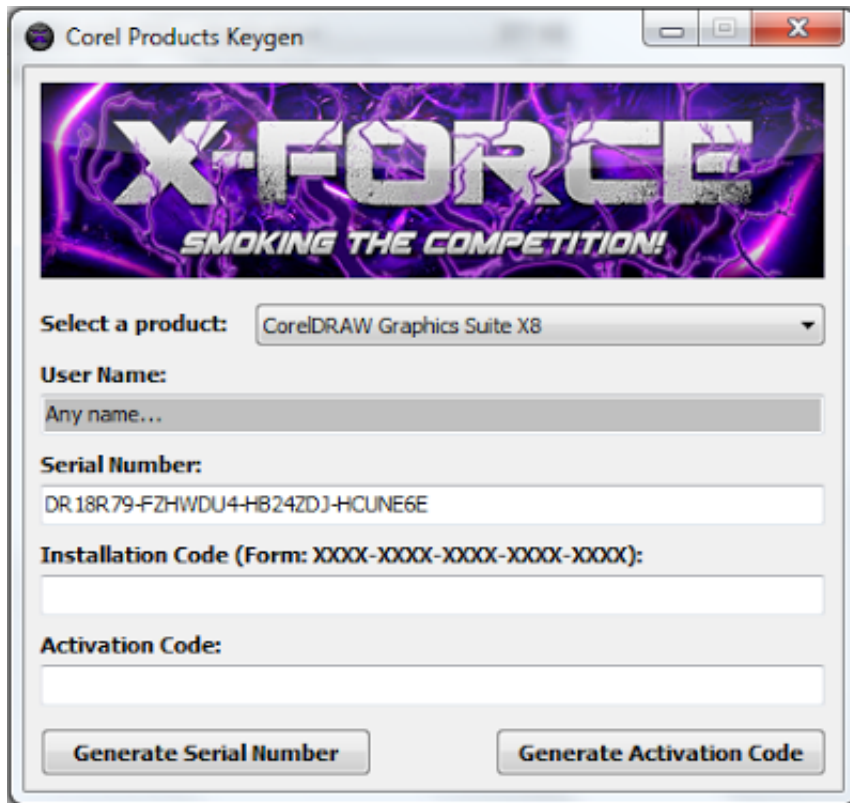 Corel Products Keygen
X-FORCE
SMOKING THE COMPETITION!
Select a product: CorelDRAW Graphics Suite X8
User Name:
Any name...
Serial Number:
DR18R79-FZHWDU4-HB24ZDJ-HCUNE6E
Installation Code (Form: XXXX-XXXX-XXXX-XXXX-XXXX):
Activation Code:
Generate Serial Number Generate Activation Code